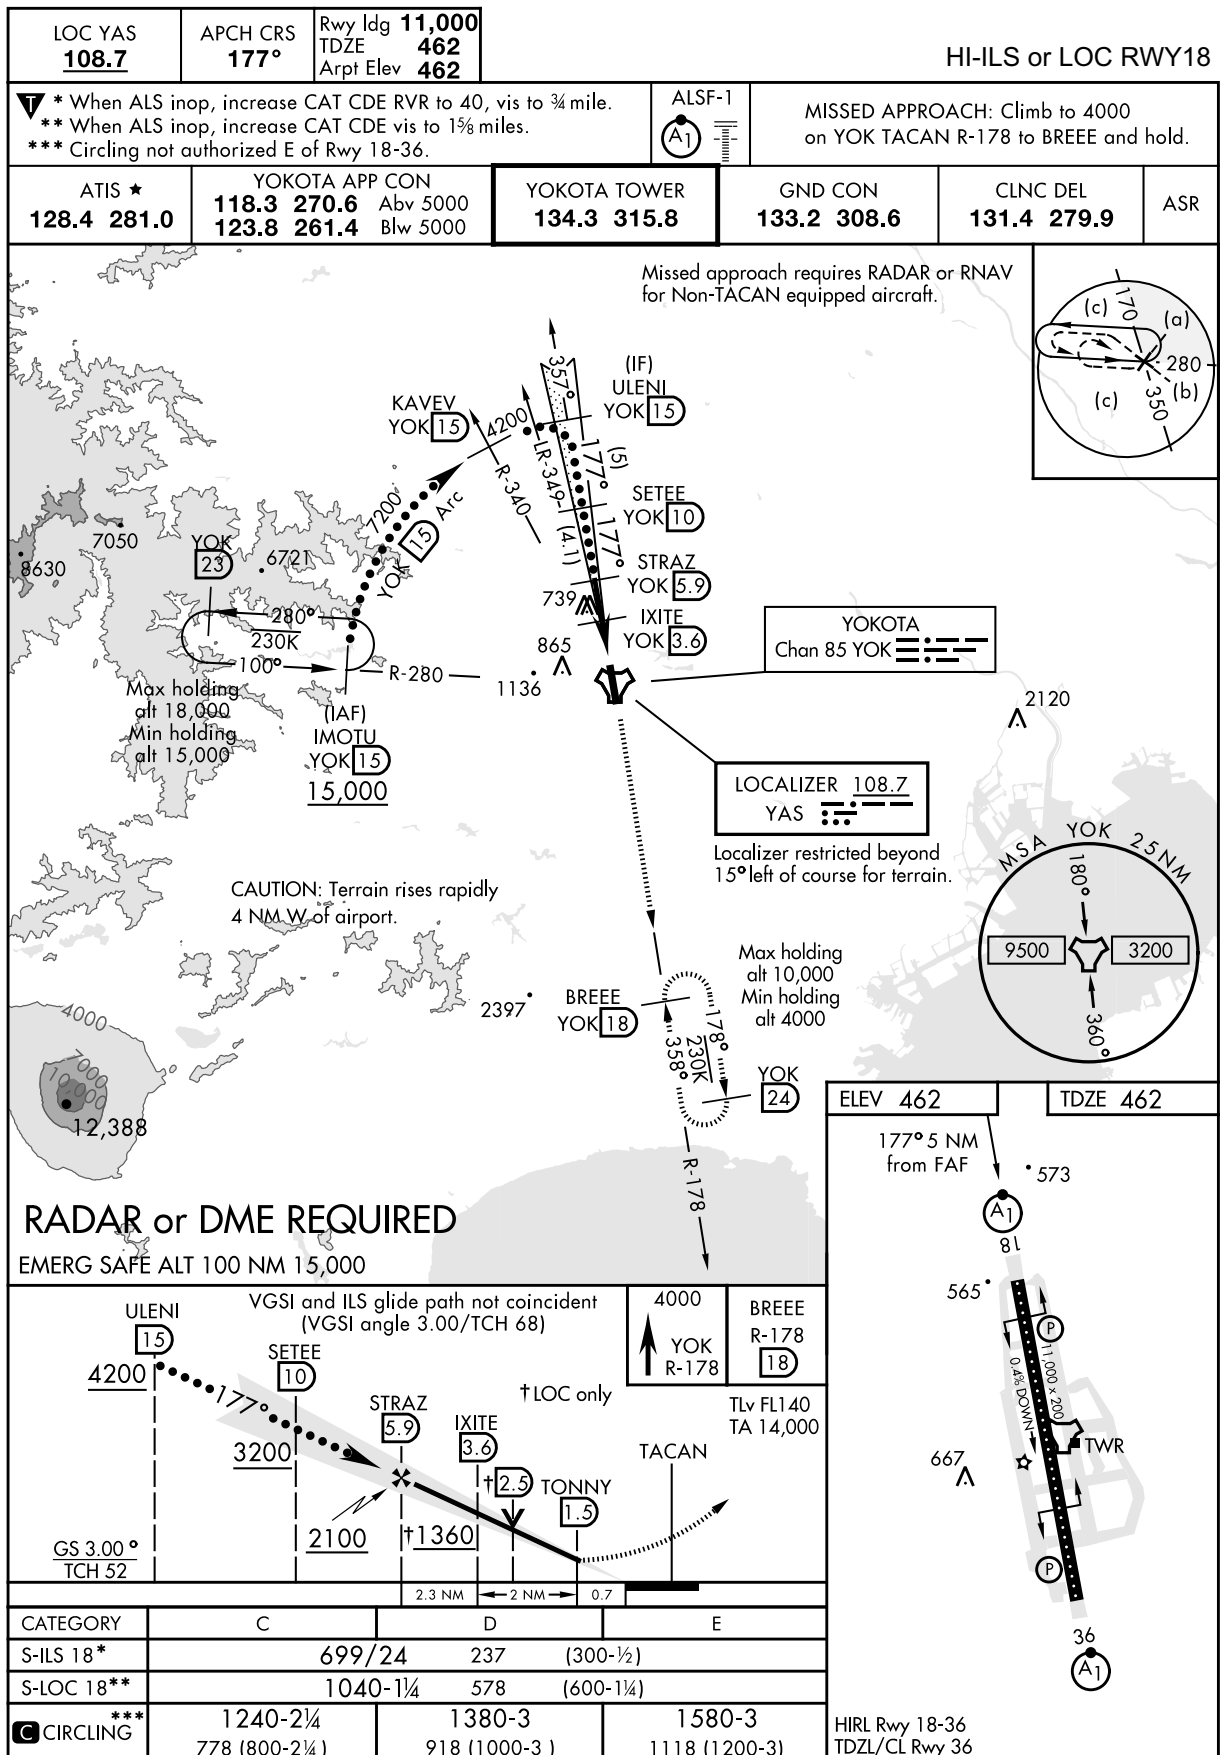 LOC YAS
108.7
APCH CRS
177°
Rwy ldg 11,000
TDZE 462
Arpt Elev 462
HI-ILS or LOC RWY18
T * When ALS inop, increase CAT CDE RVR to 40, vis to ¾ mile.
** When ALS inop, increase CAT CDE vis to 1⅝ miles.
*** Circling not authorized E of Rwy 18-36.
ALSF-1
A1
MISSED APPROACH: Climb to 4000
on YOK TACAN R-178 to BREEE and hold.
ATIS ★
128.4 281.0
YOKOTA APP CON
118.3 270.6 Abv 5000
123.8 261.4 Blw 5000
YOKOTA TOWER
134.3 315.8
GND CON
133.2 308.6
CLNC DEL
131.4 279.9
ASR
Missed approach requires RADAR or RNAV
for Non-TACAN equipped aircraft.
170
(c)
(a)
280
(b)
(c)
350
357°
(IF)
ULENI
YOK 15
KAVEV
YOK 15
4200
R-340
LR-349
177°
(5)
(4.1)
177°
SETEE
YOK 10
STRAZ
YOK 5.9
IXITE
YOK 3.6
7200
YOK 15 Arc
7050
8630
YOK
23
6721
280°
230K
100°
R-280
739
865
1136
Max holding
alt 18,000
Min holding
alt 15,000
(IAF)
IMOTU
YOK 15
15,000
YOKOTA
Chan 85 YOK
2120
LOCALIZER 108.7
YAS
Localizer restricted beyond
15° left of course for terrain.
CAUTION: Terrain rises rapidly
4 NM W of airport.
MSA YOK 25 NM
180°
9500
3200
360°
Max holding
alt 10,000
Min holding
alt 4000
2397
BREEE
YOK 18
178°
230K
358°
YOK
24
R-178
4000
7000
10000
12,388
RADAR or DME REQUIRED
EMERG SAFE ALT 100 NM 15,000
ELEV 462
TDZE 462
177° 5 NM
from FAF
573
A1
18
565
P
11,000 x 200
0.4% DOWN
TWR
667
P
36
A1
HIRL Rwy 18-36
TDZL/CL Rwy 36
VGSI and ILS glide path not coincident
(VGSI angle 3.00/TCH 68)
4000
YOK
R-178
BREEE
R-178
18
ULENI
15
4200
SETEE
10
177°
3200
STRAZ
5.9
2100
IXITE
3.6
†1360
†LOC only
†2.5
TONNY
1.5
TACAN
TLv FL140
TA 14,000
GS 3.00°
TCH 52
2.3 NM
2 NM
0.7
CATEGORY C D E
S-ILS 18* 699/24 237 (300-½)
S-LOC 18** 1040-1¼ 578 (600-1¼)
C CIRCLING *** 1240-2¼ 1380-3 1580-3
778 (800-2¼) 918 (1000-3) 1118 (1200-3)